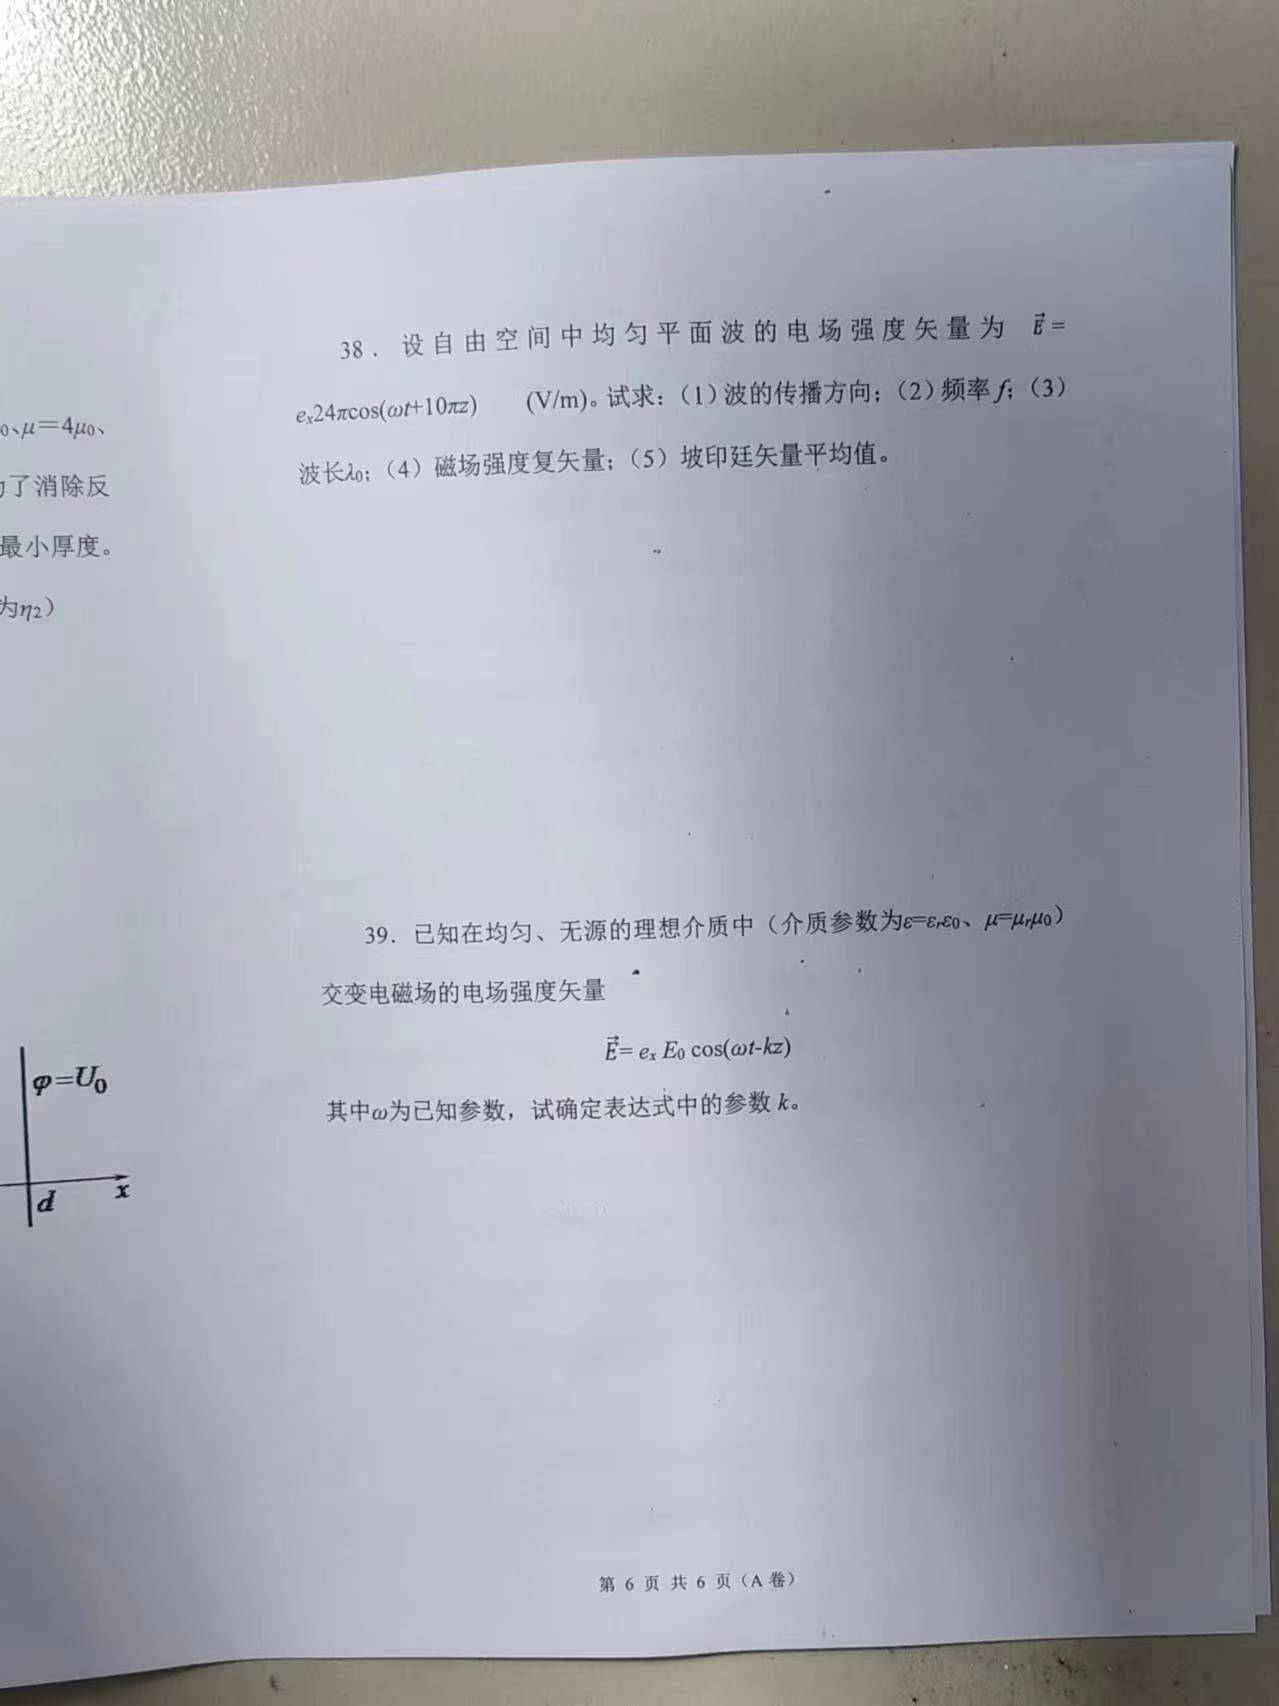 0、μ=4μ0、
了消除反
最小厚度。
为η2）
φ=U0
d
x
38．设自由空间中均匀平面波的电场强度矢量为 E⃗=
ex24πcos(ωt+10πz) (V/m)。试求：（1）波的传播方向；（2）频率 f；（3）
波长λ0；（4）磁场强度复矢量；（5）坡印廷矢量平均值。
39．已知在均匀、无源的理想介质中（介质参数为ε=εrε0、μ=μrμ0）
交变电磁场的电场强度矢量
E⃗= ex E0 cos(ωt-kz)
其中ω为已知参数，试确定表达式中的参数 k。
第 6 页 共 6 页（A 卷）